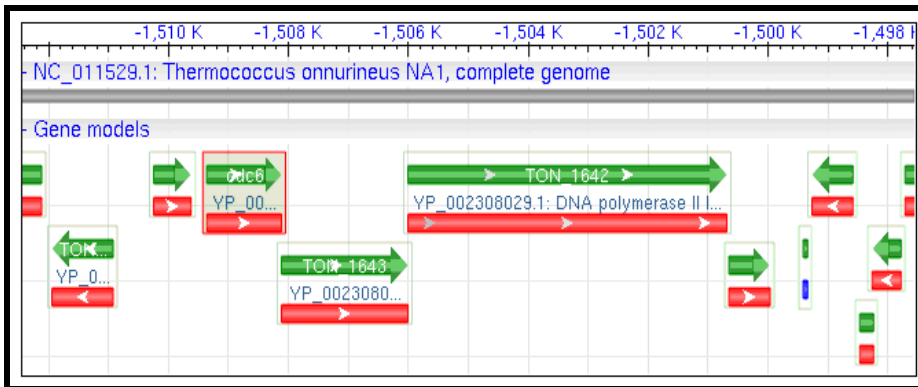 -1,510 K -1,508 K -1,506 K -1,504 K -1,502 K -1,500 K -1,498 K
- NC_011529.1: Thermococcus onnurineus NA1, complete genome
- Gene models
cdc6 TON_1642
YP_00... YP_002308029.1: DNA polymerase II l...
TON... TON_1643
YP_0... YP_0023080...